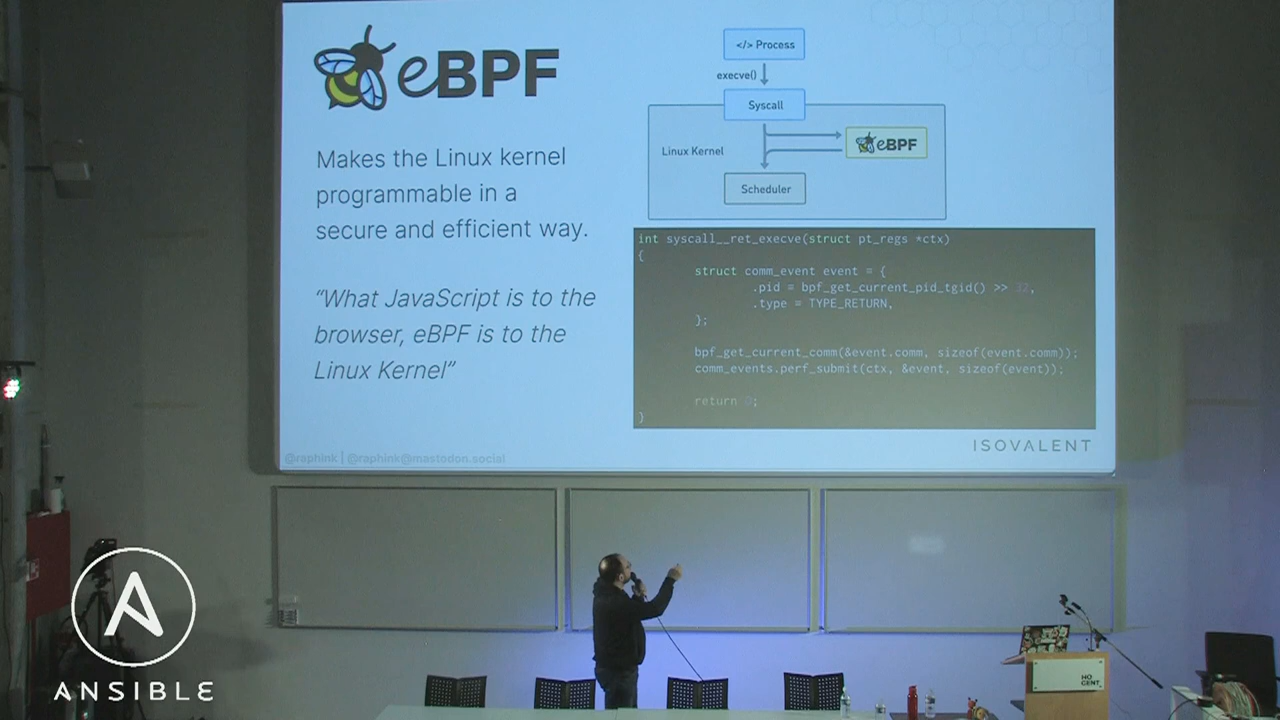 eBPF
Makes the Linux kernel
programmable in a
secure and efficient way.
“What JavaScript is to the
browser, eBPF is to the
Linux Kernel”
</> Process
execve()
Syscall
Linux Kernel
eBPF
Scheduler
int syscall__ret_execve(struct pt_regs *ctx)
{
struct comm_event event = {
.pid = bpf_get_current_pid_tgid() >> 32,
.type = TYPE_RETURN,
};
bpf_get_current_comm(&event.comm, sizeof(event.comm));
comm_events.perf_submit(ctx, &event, sizeof(event));
return 0;
}
@raphink | @raphink@mastodon.social
ISOVALENT
ANSIBLE
HO
GENT